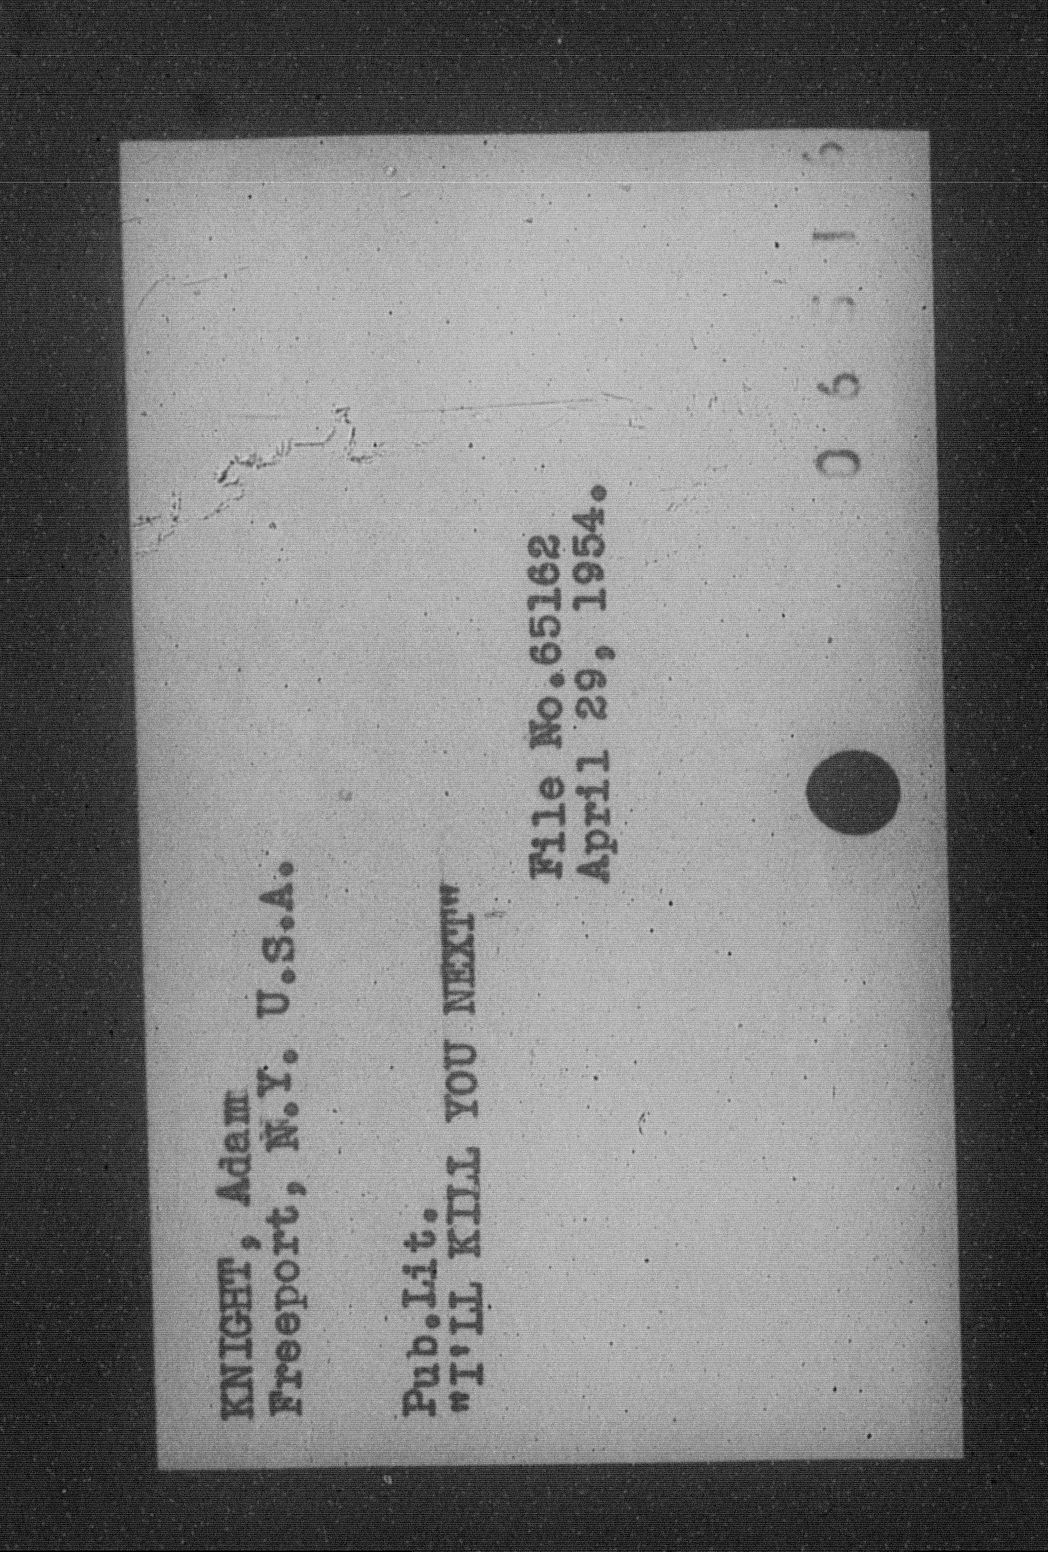 KNIGHT, Adam
Freeport, N.Y. U.S.A.
Pub.Lit.
"I'LL KILL YOU NEXT"
File No.65162
April 29, 1954.